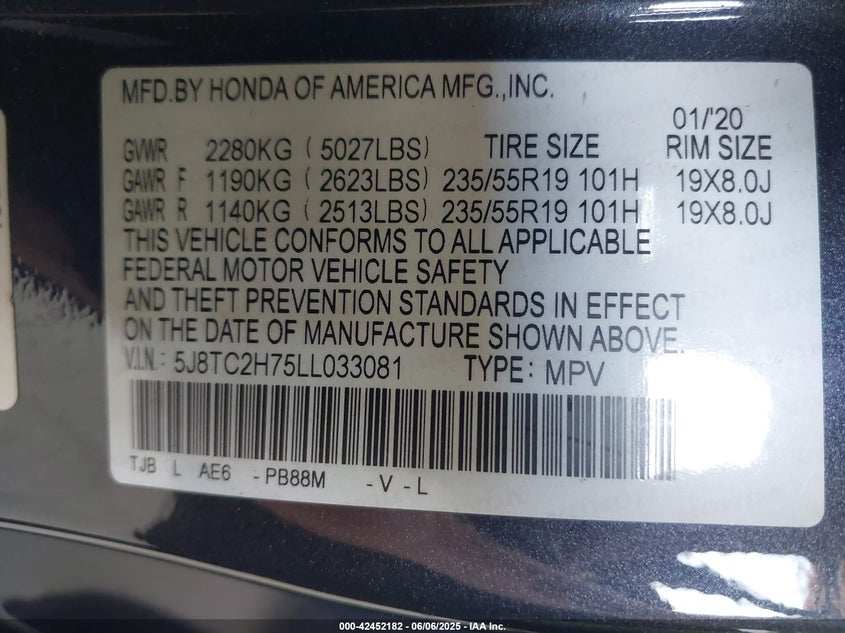 MFD.BY HONDA OF AMERICA MFG.,INC.
01/'20
GVWR 2280KG ( 5027LBS) TIRE SIZE RIM SIZE
GAWR F 1190KG ( 2623LBS) 235/55R19 101H 19X8.0J
GAWR R 1140KG ( 2513LBS) 235/55R19 101H 19X8.0J
THIS VEHICLE CONFORMS TO ALL APPLICABLE
FEDERAL MOTOR VEHICLE SAFETY
AND THEFT PREVENTION STANDARDS IN EFFECT
ON THE DATE OF MANUFACTURE SHOWN ABOVE.
V.I.N.: 5J8TC2H75LL033081 TYPE: MPV
TJB L AE6 - PB88M - V - L
000-42452182 - 06/06/2025 - IAA Inc.